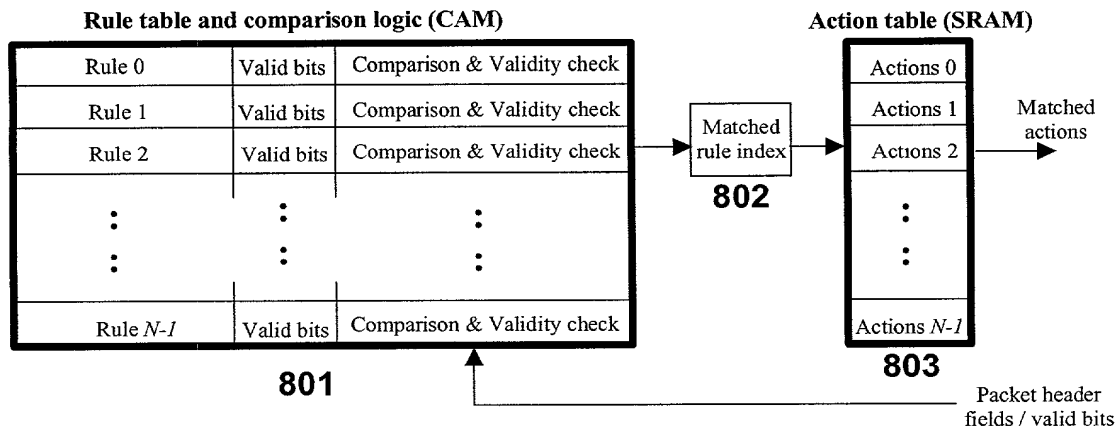 Rule table and comparison logic (CAM)
Action table (SRAM)
Rule 0 Valid bits Comparison & Validity check
Rule 1 Valid bits Comparison & Validity check
Rule 2 Valid bits Comparison & Validity check
Rule N-1 Valid bits Comparison & Validity check
801
Matched
rule index
802
Actions 0
Actions 1
Actions 2
Actions N-1
803
Matched
actions
Packet header
fields / valid bits